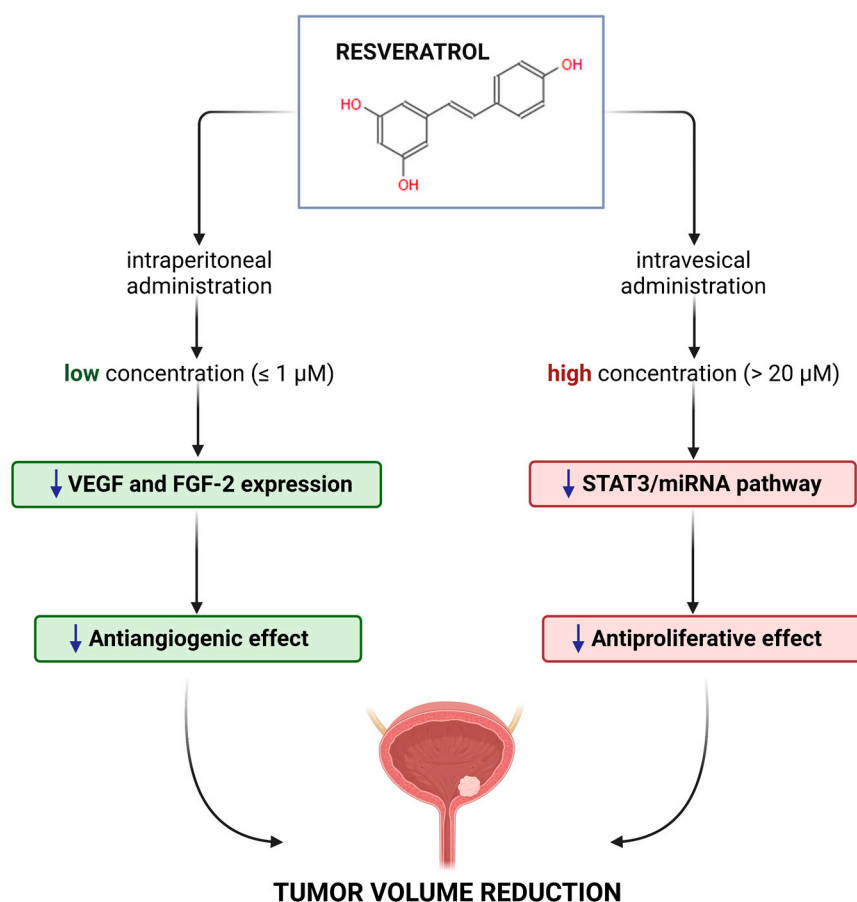 RESVERATROL
OH
HO
OH
intraperitoneal
administration
low concentration (≤ 1 µM)
↓ VEGF and FGF-2 expression
↓ Antiangiogenic effect
intravesical
administration
high concentration (> 20 µM)
↓ STAT3/miRNA pathway
↓ Antiproliferative effect
TUMOR VOLUME REDUCTION